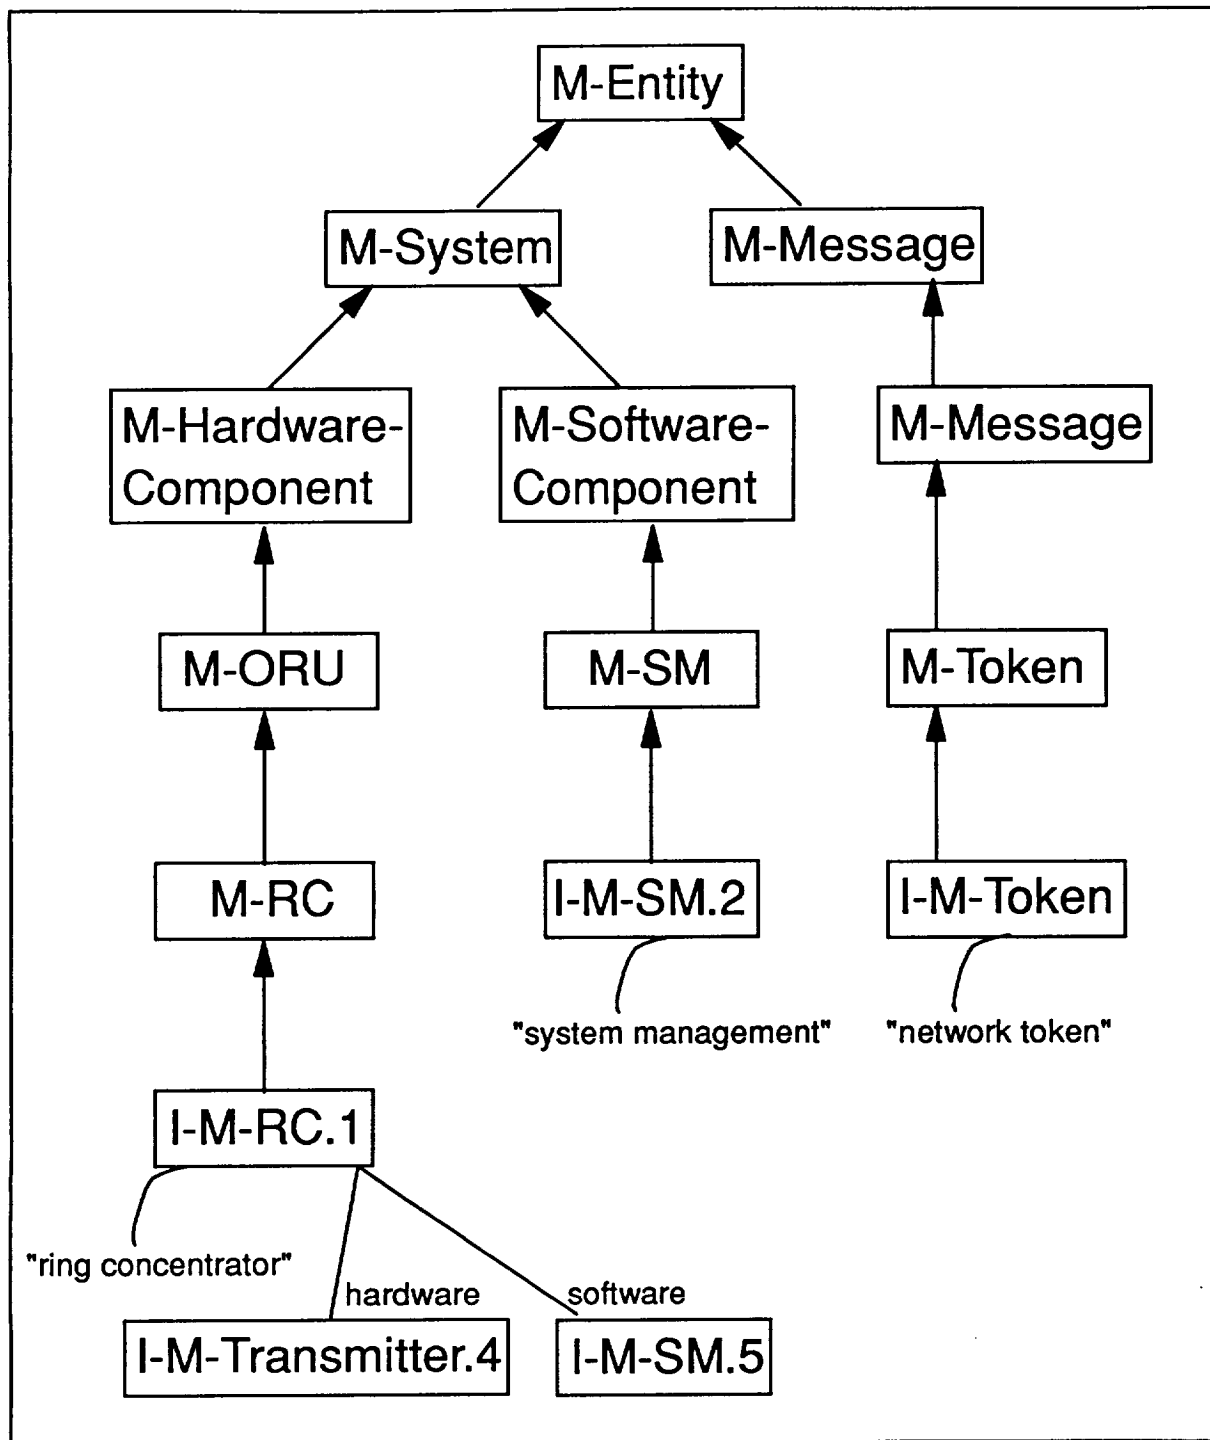 M-Entity
M-System
M-Message
M-Hardware-
Component
M-Software-
Component
M-Message
M-ORU
M-SM
M-Token
M-RC
I-M-SM.2
I-M-Token
"system management"
"network token"
I-M-RC.1
"ring concentrator"
hardware
software
I-M-Transmitter.4
I-M-SM.5